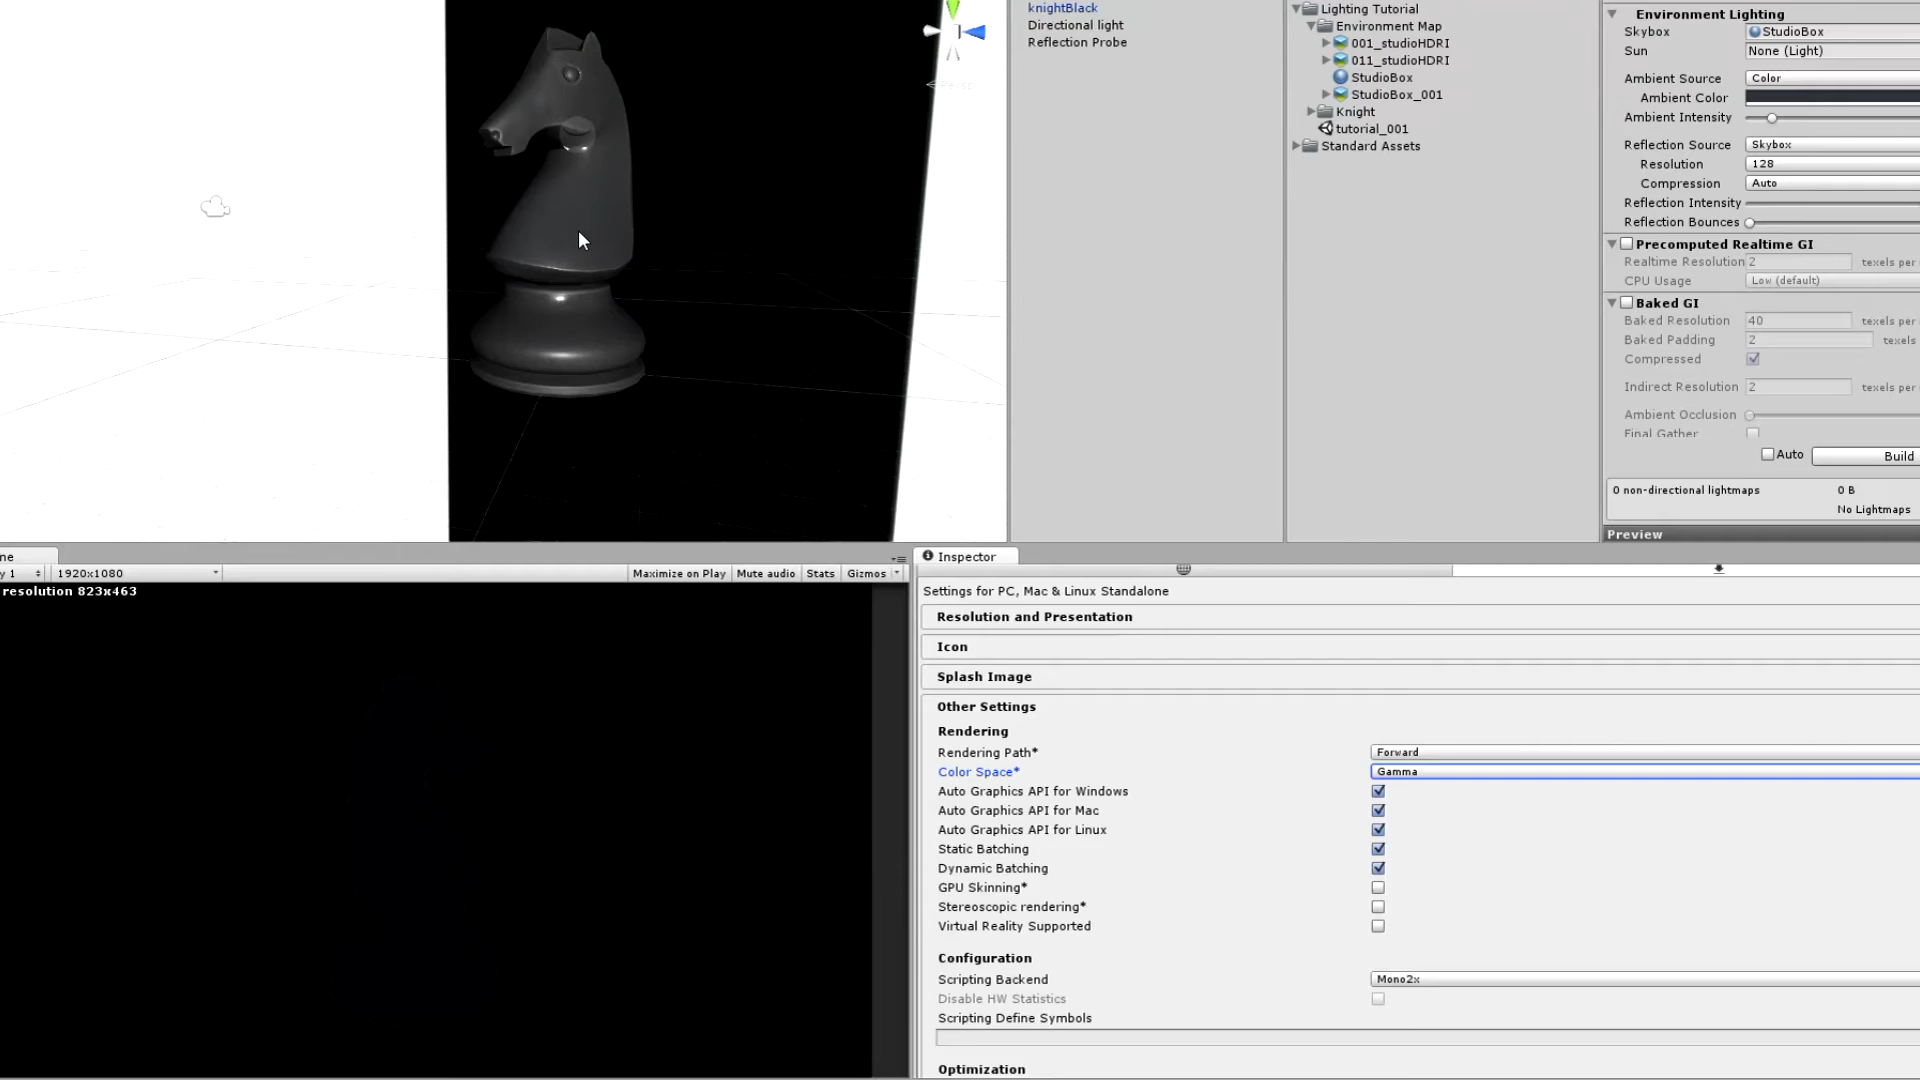 knightBlack
Directional light
Reflection Probe
Lighting Tutorial
Environment Map
001_studioHDRI
011_studioHDRI
StudioBox
StudioBox_001
Knight
tutorial_001
Standard Assets
Environment Lighting
Skybox StudioBox
Sun None (Light)
Ambient Source Color
Ambient Color
Ambient Intensity
Reflection Source Skybox
Resolution 128
Compression Auto
Reflection Intensity
Reflection Bounces
Precomputed Realtime GI
Realtime Resolution 2 texels per
CPU Usage Low (default)
Baked GI
Baked Resolution 40 texels per
Baked Padding 2 texels
Compressed
Indirect Resolution 2 texels per
Ambient Occlusion
Final Gather
Auto Build
0 non-directional lightmaps 0 B
No Lightmaps
Preview
Persp
ne
y 1 1920x1080 Maximize on Play Mute audio Stats Gizmos
resolution 823x463
Inspector
Settings for PC, Mac & Linux Standalone
Resolution and Presentation
Icon
Splash Image
Other Settings
Rendering
Rendering Path* Forward
Color Space* Gamma
Auto Graphics API for Windows
Auto Graphics API for Mac
Auto Graphics API for Linux
Static Batching
Dynamic Batching
GPU Skinning*
Stereoscopic rendering*
Virtual Reality Supported
Configuration
Scripting Backend Mono2x
Disable HW Statistics
Scripting Define Symbols
Optimization